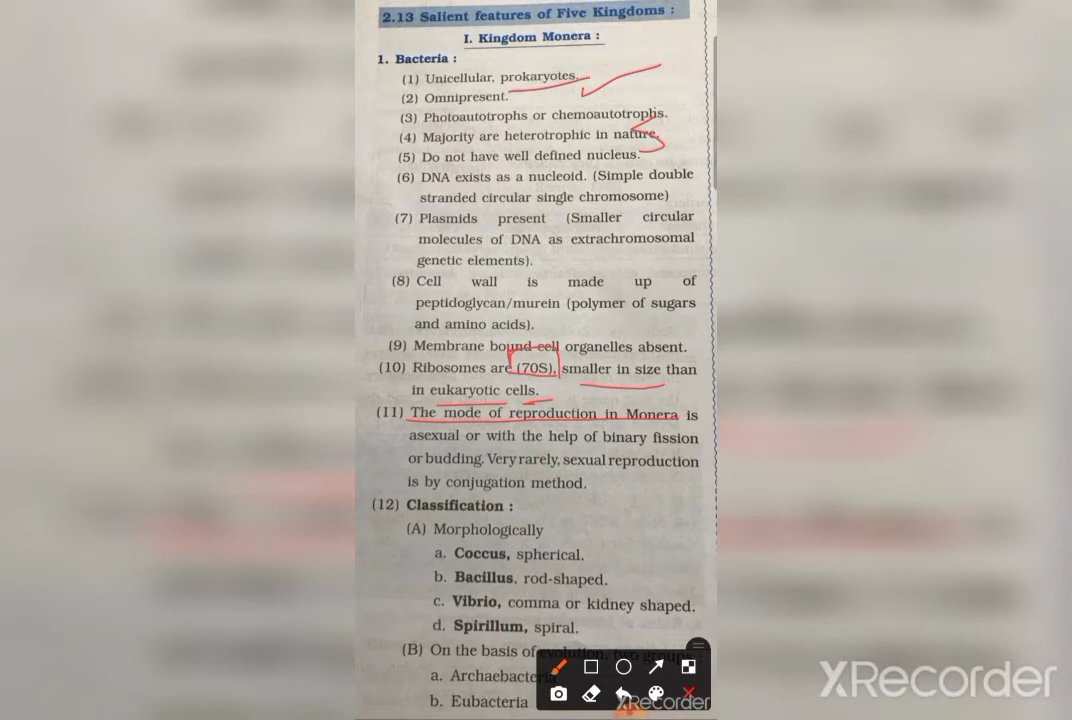 2.13 Salient features of Five Kingdoms :
I. Kingdom Monera :
1. Bacteria :
(1) Unicellular, prokaryotes.
(2) Omnipresent.
(3) Photoautotrophs or chemoautotrophs.
(4) Majority are heterotrophic in nature.
(5) Do not have well defined nucleus.
(6) DNA exists as a nucleoid. (Simple double
stranded circular single chromosome)
(7) Plasmids present (Smaller circular
molecules of DNA as extrachromosomal
genetic elements).
(8) Cell wall is made up of
peptidoglycan/murein (polymer of sugars
and amino acids).
(9) Membrane bound cell organelles absent.
(10) Ribosomes are (70S), smaller in size than
in eukaryotic cells.
(11) The mode of reproduction in Monera is
asexual or with the help of binary fission
or budding. Very rarely, sexual reproduction
is by conjugation method.
(12) Classification :
(A) Morphologically
a. Coccus, spherical.
b. Bacillus, rod-shaped.
c. Vibrio, comma or kidney shaped.
d. Spirillum, spiral.
(B) On the basis of evolution, two groups
a. Archaebacteria
b. Eubacteria
XRecorder
XRecorder